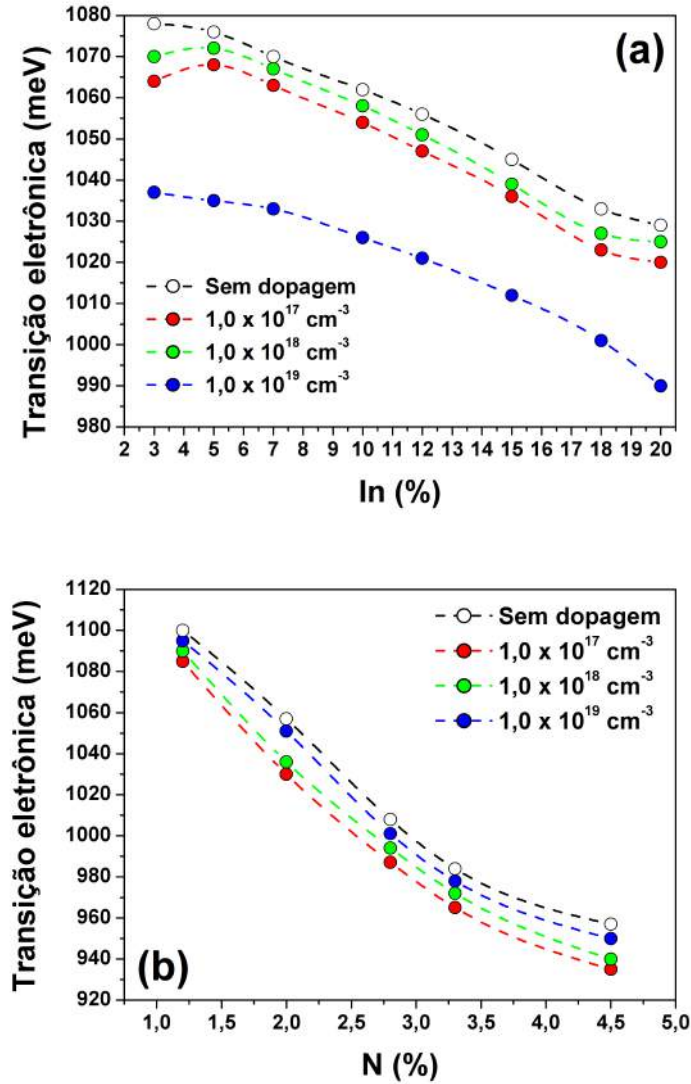 1080
1070
1060
1050
1040
1030
1020
1010
1000
990
980
Transição eletrônica (meV)
(a)
Sem dopagem
1,0 x 10¹⁷ cm⁻³
1,0 x 10¹⁸ cm⁻³
1,0 x 10¹⁹ cm⁻³
2 3 4 5 6 7 8 9 10 11 12 13 14 15 16 17 18 19 20
In (%)
1120
1100
1080
1060
1040
1020
1000
980
960
940
920
Transição eletrônica (meV)
Sem dopagem
1,0 x 10¹⁷ cm⁻³
1,0 x 10¹⁸ cm⁻³
1,0 x 10¹⁹ cm⁻³
(b)
1,0 1,5 2,0 2,5 3,0 3,5 4,0 4,5 5,0
N (%)